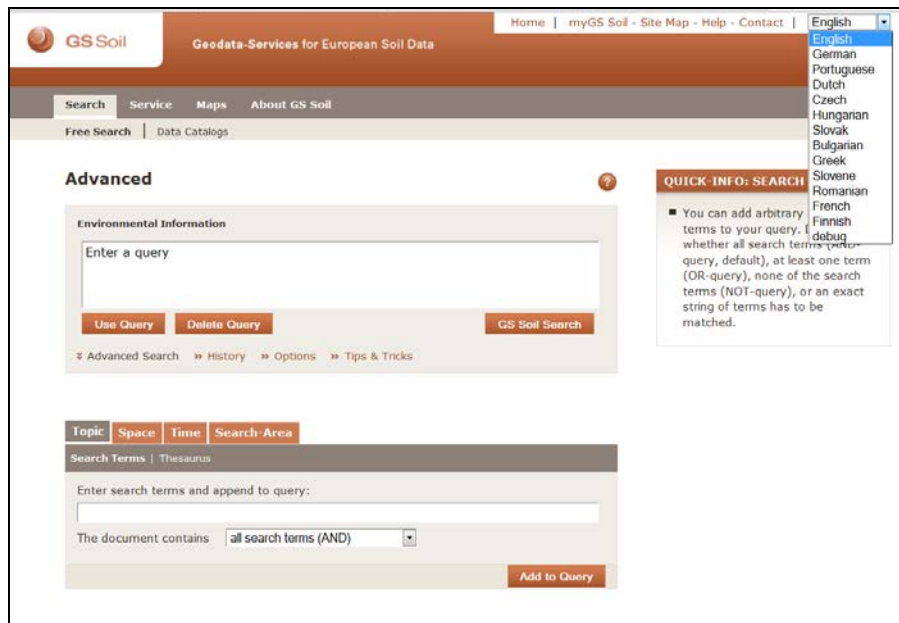 Home | myGS Soil - Site Map - Help - Contact | English
GS Soil
Geodata-Services for European Soil Data
English
German
Portuguese
Dutch
Czech
Hungarian
Slovak
Bulgarian
Greek
Slovene
Romanian
French
Finnish
debug
Search Service Maps About GS Soil
Free Search | Data Catalogs
Advanced
?
Environmental Information
Enter a query
Use Query Delete Query GS Soil Search
Advanced Search » History » Options » Tips & Tricks
QUICK-INFO: SEARCH
You can add arbitrary
terms to your query.
whether all search terms (AND-
query, default), at least one term
(OR-query), none of the search
terms (NOT-query), or an exact
string of terms has to be
matched.
Topic Space Time Search-Area
Search Terms | Thesaurus
Enter search terms and append to query:
The document contains all search terms (AND)
Add to Query